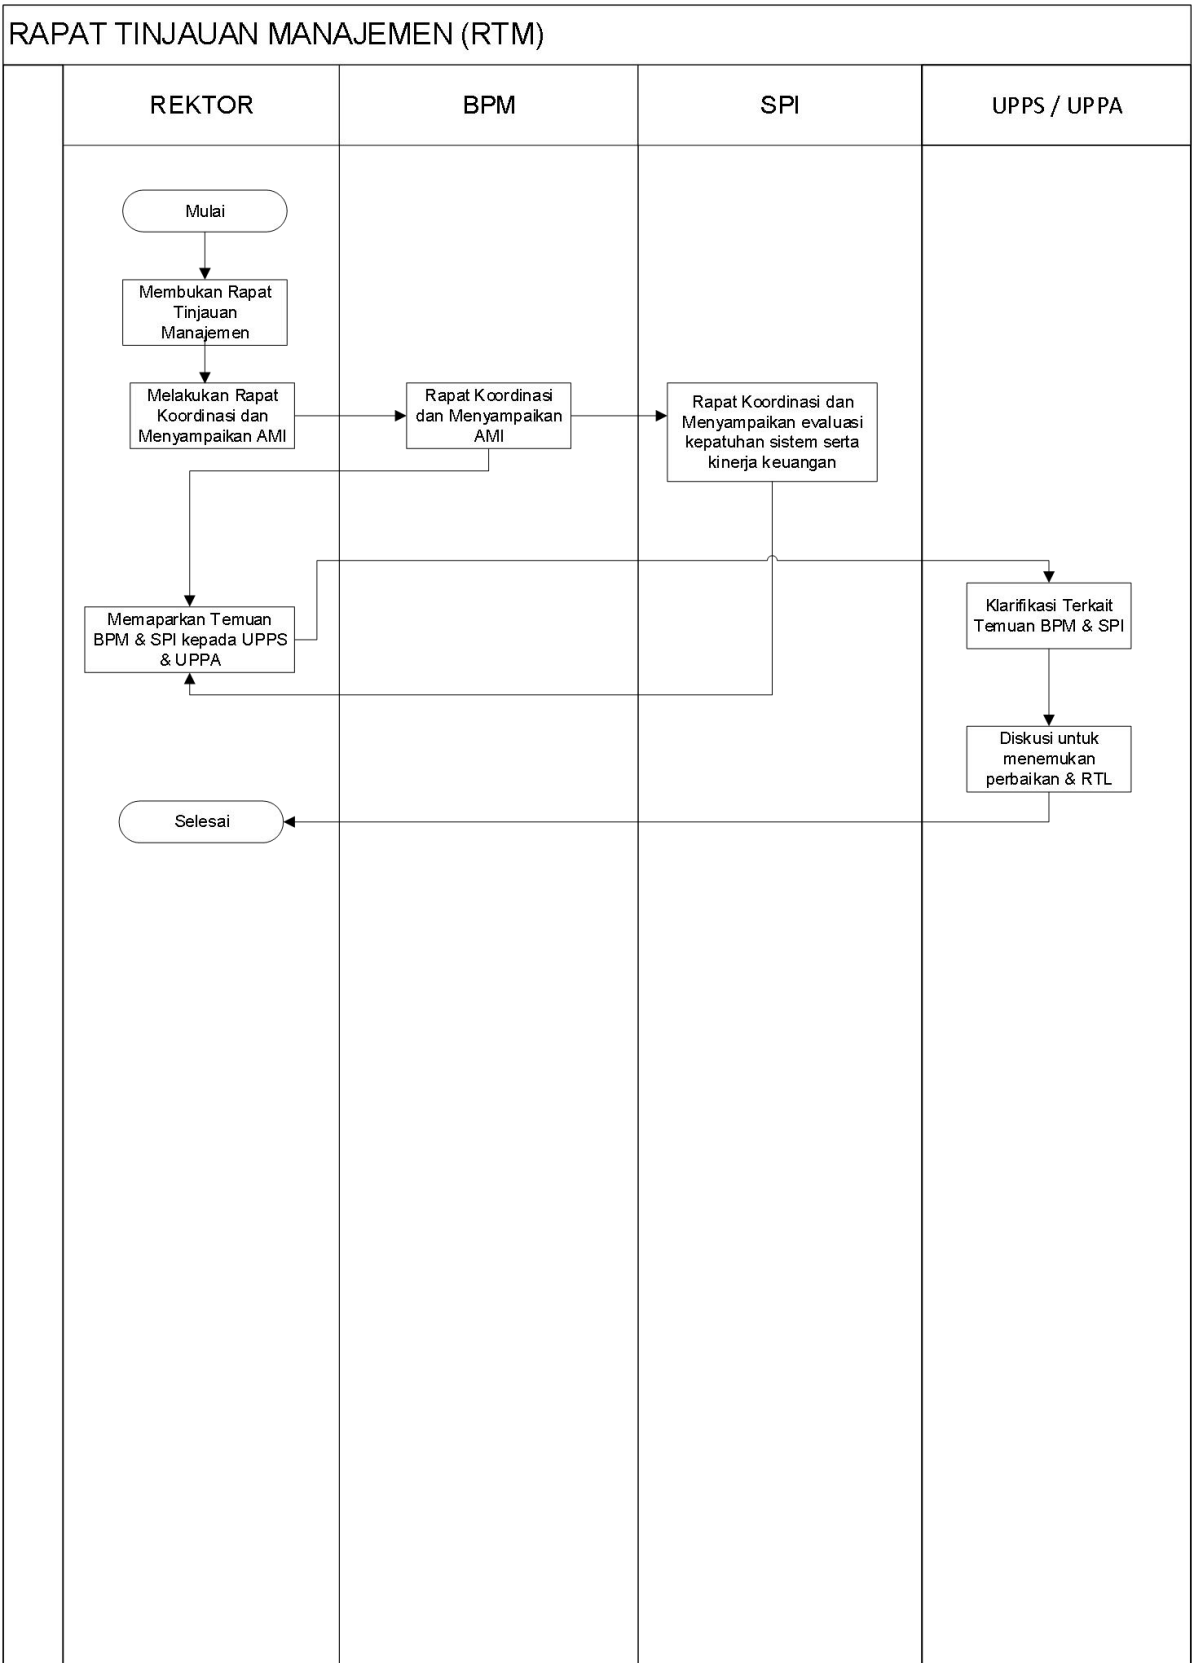 RAPAT TINJAUAN MANAJEMEN (RTM)
REKTOR
BPM
SPI
UPPS / UPPA
Mulai
Membukan Rapat
Tinjauan
Manajemen
Melakukan Rapat
Koordinasi dan
Menyampaikan AMI
Rapat Koordinasi
dan Menyampaikan
AMI
Rapat Koordinasi dan
Menyampaikan evaluasi
kepatuhan sistem serta
kinerja keuangan
Memaparkan Temuan
BPM & SPI kepada UPPS
& UPPA
Klarifikasi Terkait
Temuan BPM & SPI
Diskusi untuk
menemukan
perbaikan & RTL
Selesai